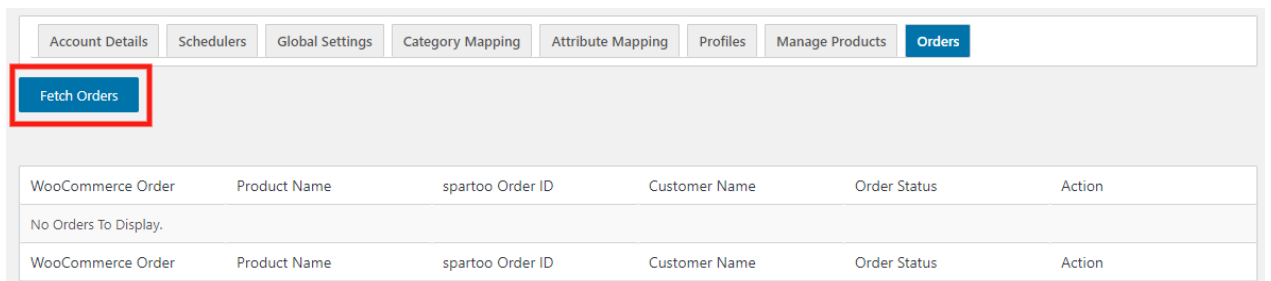 Account Details Schedulers Global Settings Category Mapping Attribute Mapping Profiles Manage Products Orders
Fetch Orders
WooCommerce Order Product Name spartoo Order ID Customer Name Order Status Action
No Orders To Display.
WooCommerce Order Product Name spartoo Order ID Customer Name Order Status Action